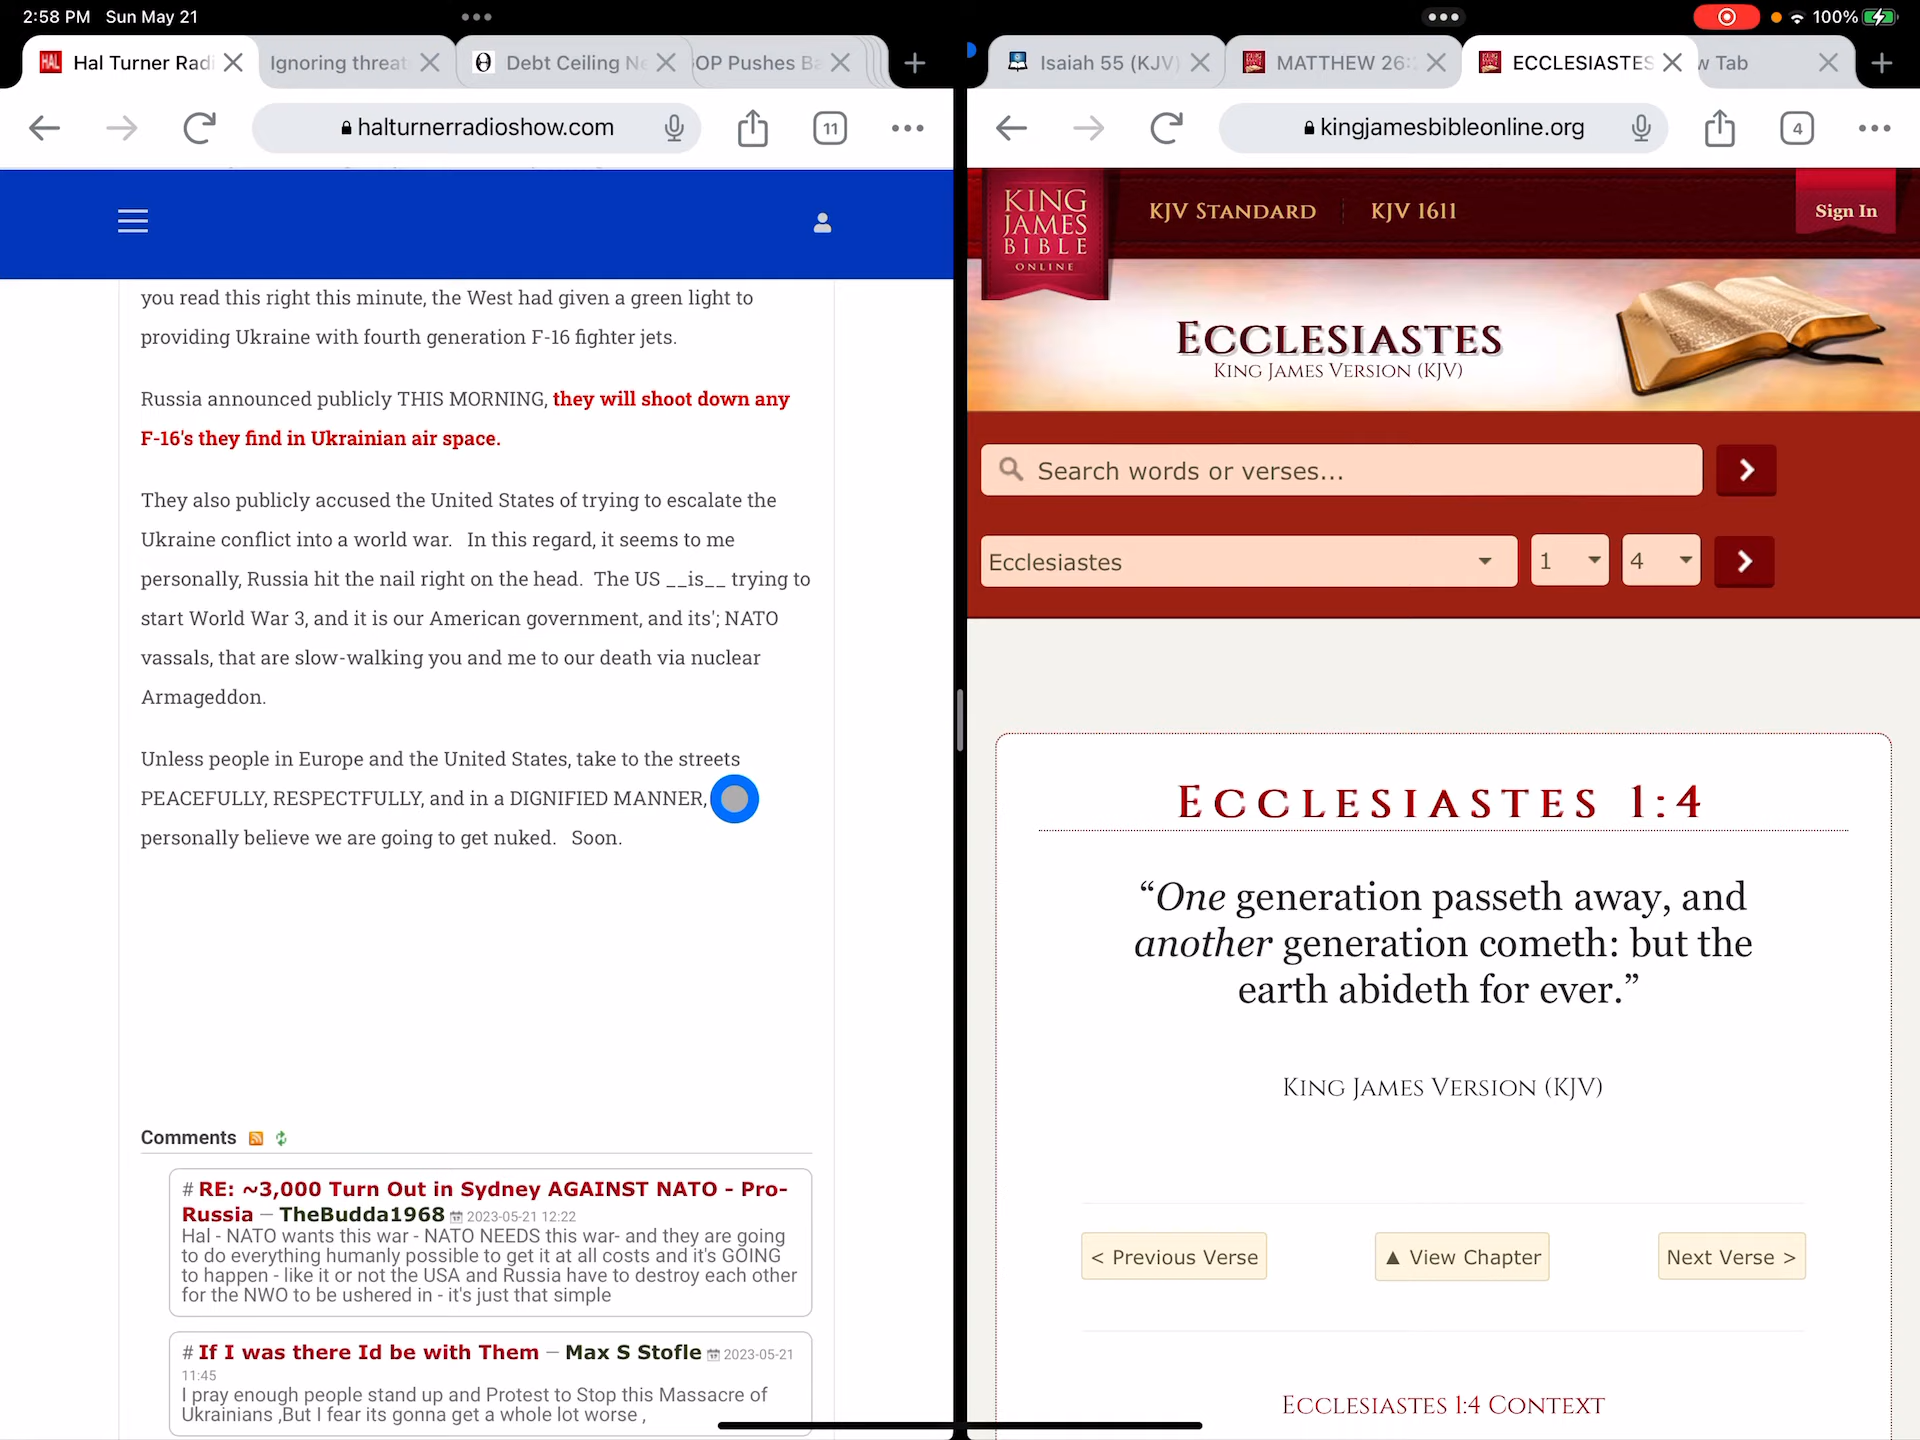 2:58 PM Sun May 21
100%
Hal Turner Radi
Ignoring threat
Debt Ceiling Ne
OP Pushes Ba
halturnerradioshow.com
11
you read this right this minute, the West had given a green light to
providing Ukraine with fourth generation F-16 fighter jets.
Russia announced publicly THIS MORNING, they will shoot down any
F-16's they find in Ukrainian air space.
They also publicly accused the United States of trying to escalate the
Ukraine conflict into a world war. In this regard, it seems to me
personally, Russia hit the nail right on the head. The US __is__ trying to
start World War 3, and it is our American government, and its'; NATO
vassals, that are slow-walking you and me to our death via nuclear
Armageddon.
Unless people in Europe and the United States, take to the streets
PEACEFULLY, RESPECTFULLY, and in a DIGNIFIED MANNER,
personally believe we are going to get nuked. Soon.
Comments
# RE: ~3,000 Turn Out in Sydney AGAINST NATO - Pro-
Russia — TheBudda1968 2023-05-21 12:22
Hal - NATO wants this war - NATO NEEDS this war- and they are going
to do everything humanly possible to get it at all costs and it's GOING
to happen - like it or not the USA and Russia have to destroy each other
for the NWO to be ushered in - it's just that simple
# If I was there Id be with Them — Max S Stofle 2023-05-21
11:45
I pray enough people stand up and Protest to Stop this Massacre of
Ukrainians ,But I fear its gonna get a whole lot worse ,
Isaiah 55 (KJV)
MATTHEW 26:
ECCLESIASTES
w Tab
kingjamesbibleonline.org
4
KING
JAMES
BIBLE
ONLINE
KJV STANDARD
KJV 1611
Sign In
ECCLESIASTES
KING JAMES VERSION (KJV)
Search words or verses...
Ecclesiastes
1
4
ECCLESIASTES 1:4
“One generation passeth away, and
another generation cometh: but the
earth abideth for ever.”
KING JAMES VERSION (KJV)
< Previous Verse
▲ View Chapter
Next Verse >
ECCLESIASTES 1:4 CONTEXT